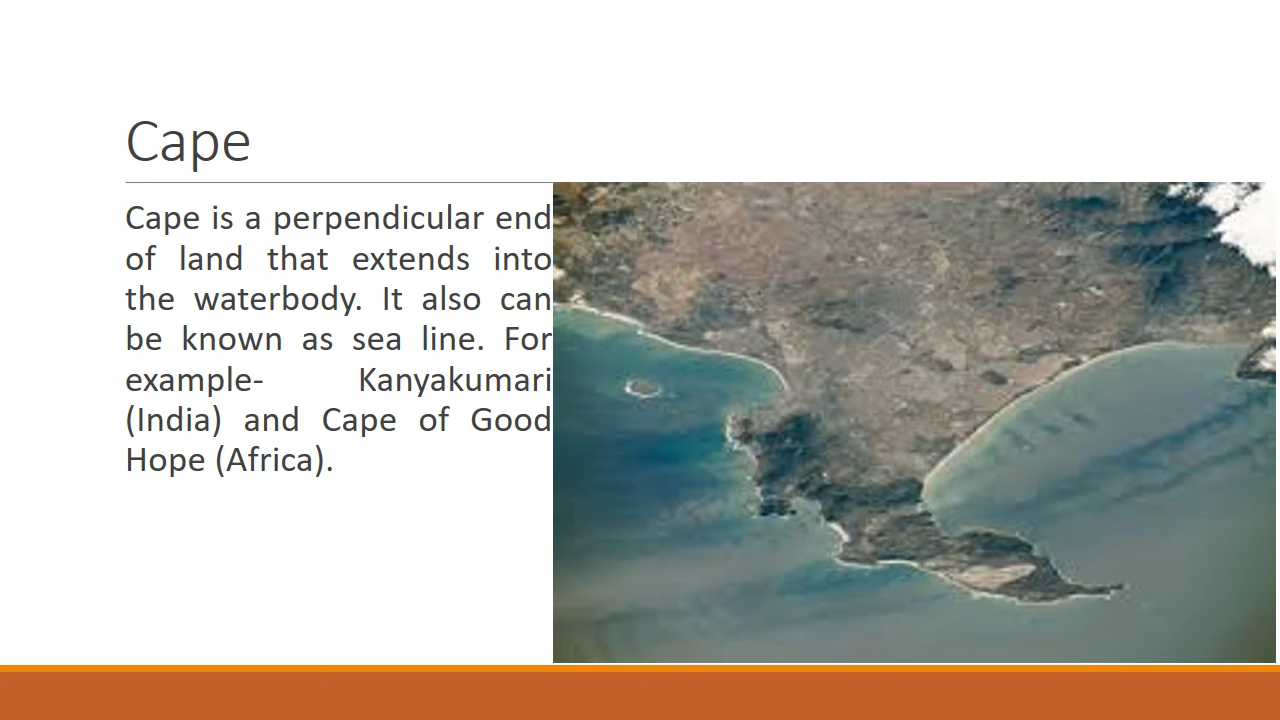 Cape
Cape is a perpendicular end
of land that extends into
the waterbody. It also can
be known as sea line. For
example- Kanyakumari
(India) and Cape of Good
Hope (Africa).